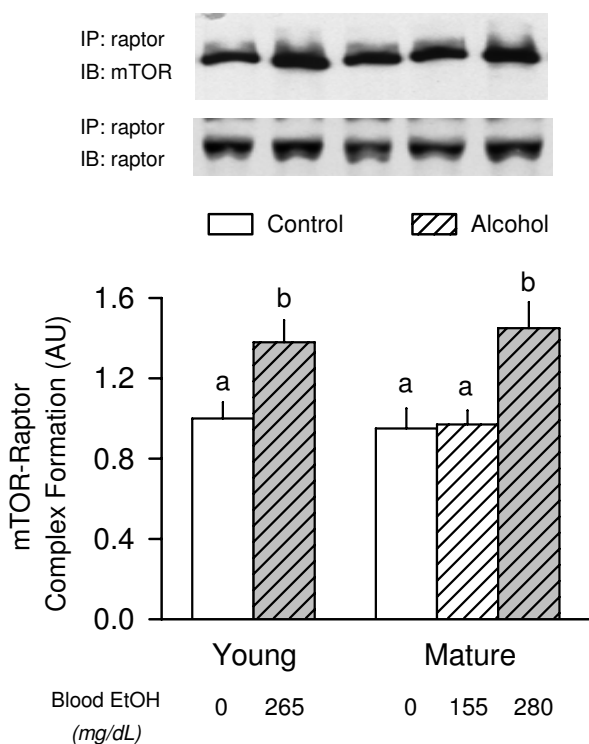 IP: raptor
IB: mTOR
IP: raptor
IB: raptor
Control Alcohol
mTOR-Raptor
Complex Formation (AU)
1.6
1.2
0.8
0.4
0.0
a b a a b
Young Mature
Blood EtOH 0 265 0 155 280
(mg/dL)